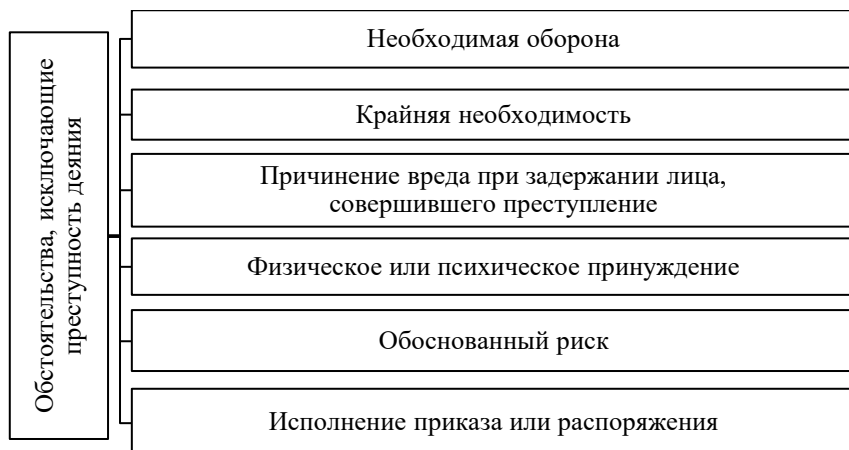 Обстоятельства, исключающие
преступность деяния
Необходимая оборона
Крайняя необходимость
Причинение вреда при задержании лица,
совершившего преступление
Физическое или психическое принуждение
Обоснованный риск
Исполнение приказа или распоряжения